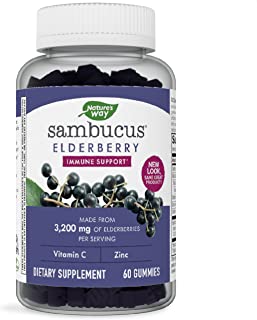 Nature's
Way
sambucus®
ELDERBERRY
IMMUNE SUPPORT
NEW
LOOK,
SAME GREAT
PRODUCT!
MADE FROM
3,200 mg OF ELDERBERRIES
PER SERVING
Vitamin C
Zinc
DIETARY SUPPLEMENT
60 GUMMIES